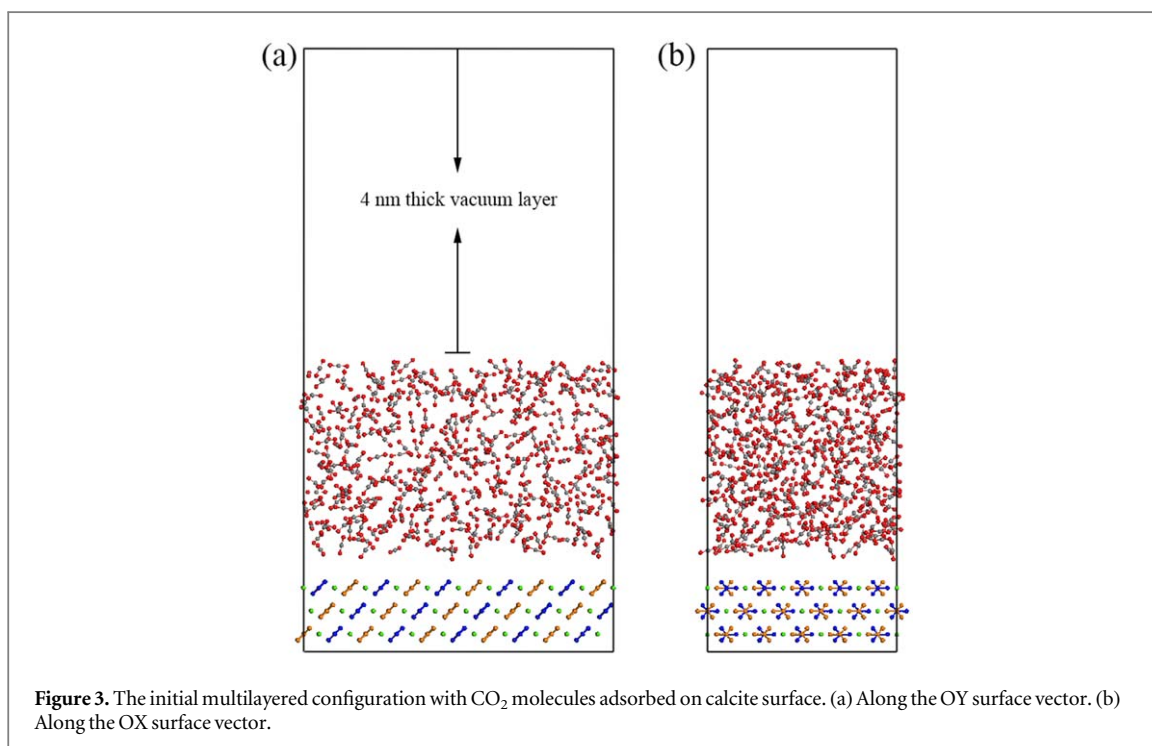 (a)
(b)
4 nm thick vacuum layer
Figure 3. The initial multilayered configuration with CO₂ molecules adsorbed on calcite surface. (a) Along the OY surface vector. (b)
Along the OX surface vector.